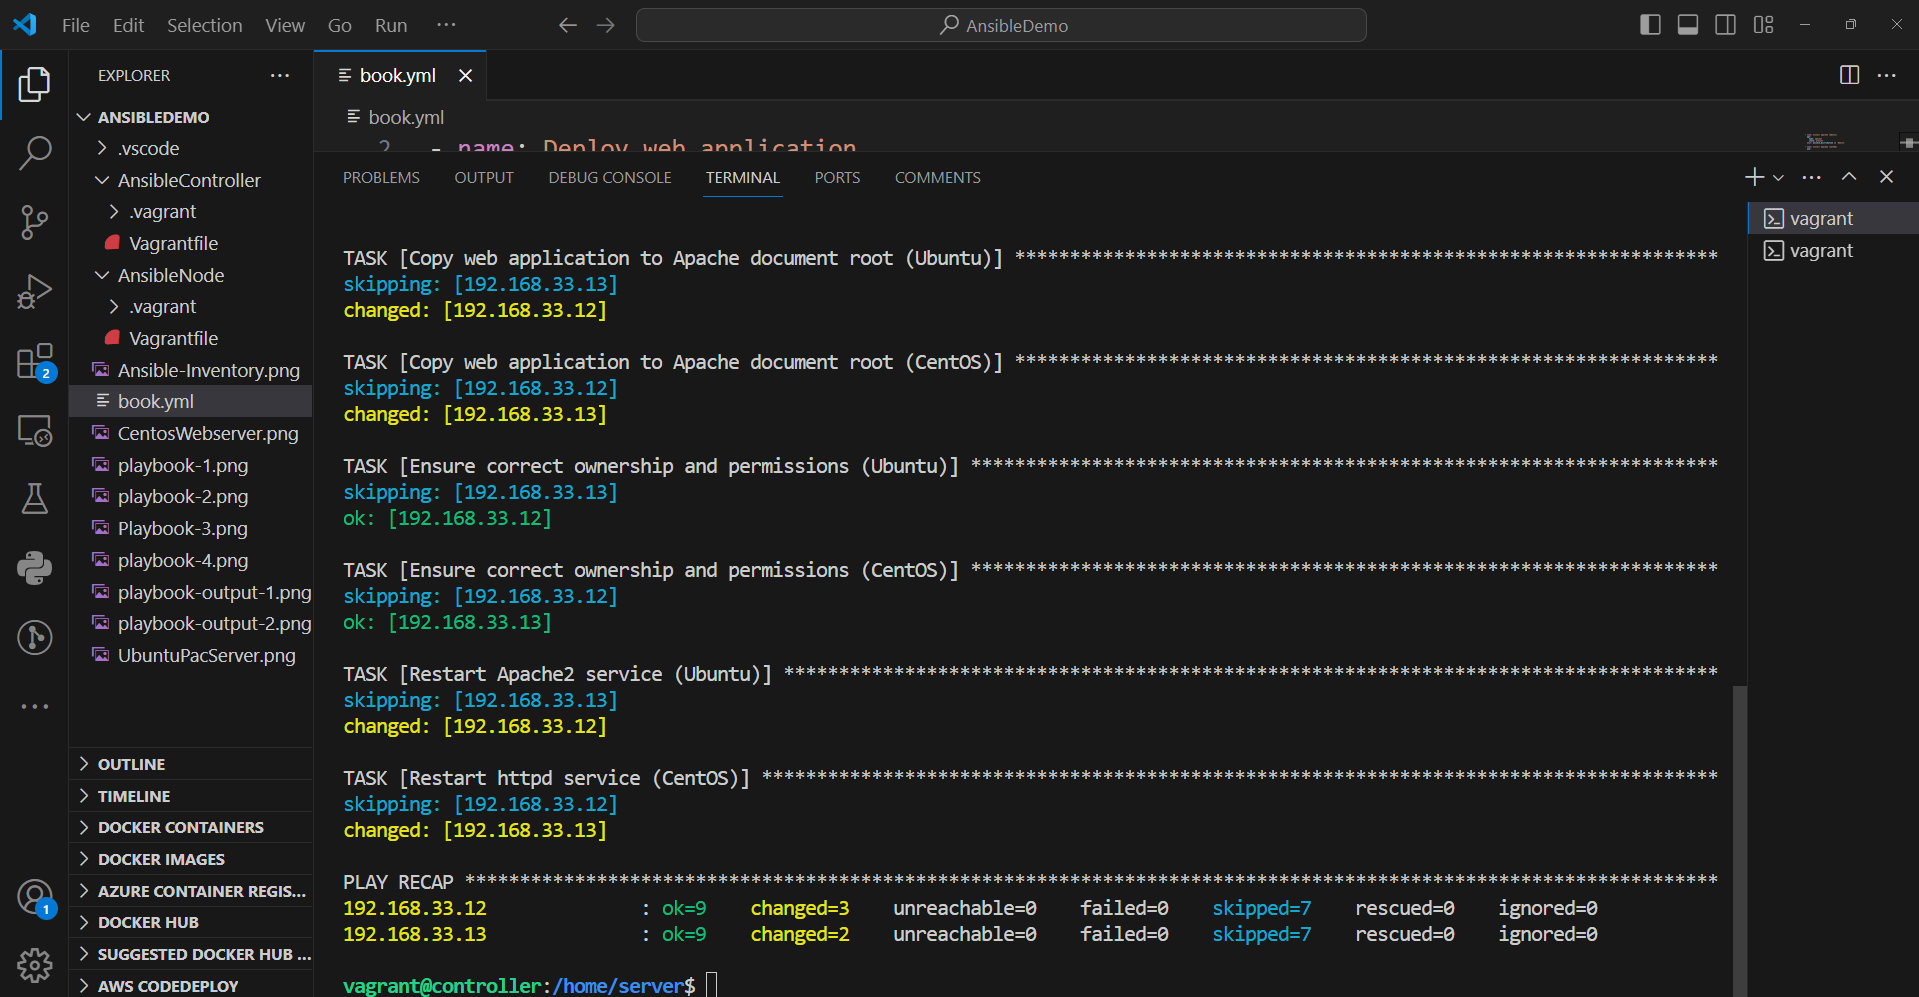 File Edit Selection View Go Run ··· AnsibleDemo
EXPLORER ···
ANSIBLEDEMO
.vscode
AnsibleController
.vagrant
Vagrantfile
AnsibleNode
.vagrant
Vagrantfile
Ansible-Inventory.png
book.yml
CentosWebserver.png
playbook-1.png
playbook-2.png
Playbook-3.png
playbook-4.png
playbook-output-1.png
playbook-output-2.png
UbuntuPacServer.png
OUTLINE
TIMELINE
DOCKER CONTAINERS
DOCKER IMAGES
AZURE CONTAINER REGIS...
DOCKER HUB
SUGGESTED DOCKER HUB ...
AWS CODEDEPLOY
2
1
book.yml
book.yml
2 - name: Deploy web application
PROBLEMS OUTPUT DEBUG CONSOLE TERMINAL PORTS COMMENTS
vagrant
vagrant
TASK [Copy web application to Apache document root (Ubuntu)] ****************************************************************
skipping: [192.168.33.13]
changed: [192.168.33.12]
TASK [Copy web application to Apache document root (CentOS)] ****************************************************************
skipping: [192.168.33.12]
changed: [192.168.33.13]
TASK [Ensure correct ownership and permissions (Ubuntu)] ********************************************************************
skipping: [192.168.33.13]
ok: [192.168.33.12]
TASK [Ensure correct ownership and permissions (CentOS)] ********************************************************************
skipping: [192.168.33.12]
ok: [192.168.33.13]
TASK [Restart Apache2 service (Ubuntu)] *************************************************************************************
skipping: [192.168.33.13]
changed: [192.168.33.12]
TASK [Restart httpd service (CentOS)] ***************************************************************************************
skipping: [192.168.33.12]
changed: [192.168.33.13]
PLAY RECAP ******************************************************************************************************************
192.168.33.12 : ok=9 changed=3 unreachable=0 failed=0 skipped=7 rescued=0 ignored=0
192.168.33.13 : ok=9 changed=2 unreachable=0 failed=0 skipped=7 rescued=0 ignored=0
vagrant@controller:/home/server$